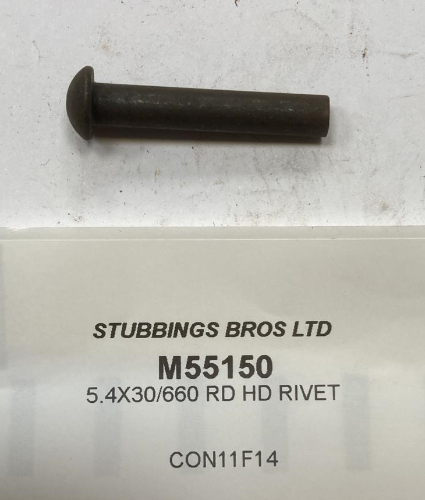 STUBBINGS BROS LTD
M55150
5.4X30/660 RD HD RIVET
CON11F14